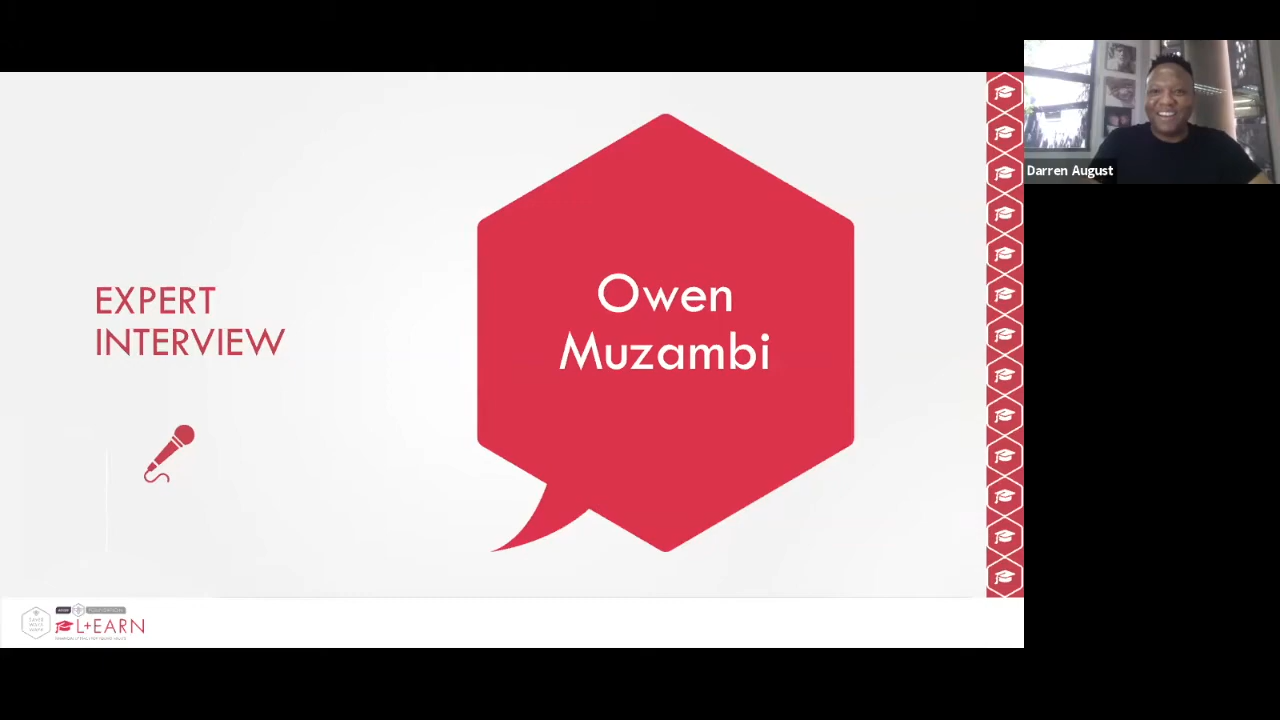 EXPERT
INTERVIEW
Owen
Muzambi
Darren August
L+EARN